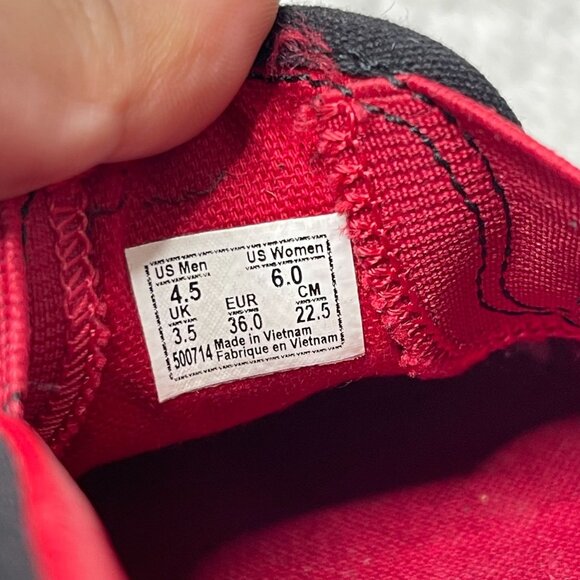 US Men US Women
4.5 6.0
UK EUR CM
3.5 36.0 22.5
500714 Made in Vietnam
Fabrique en Vietnam